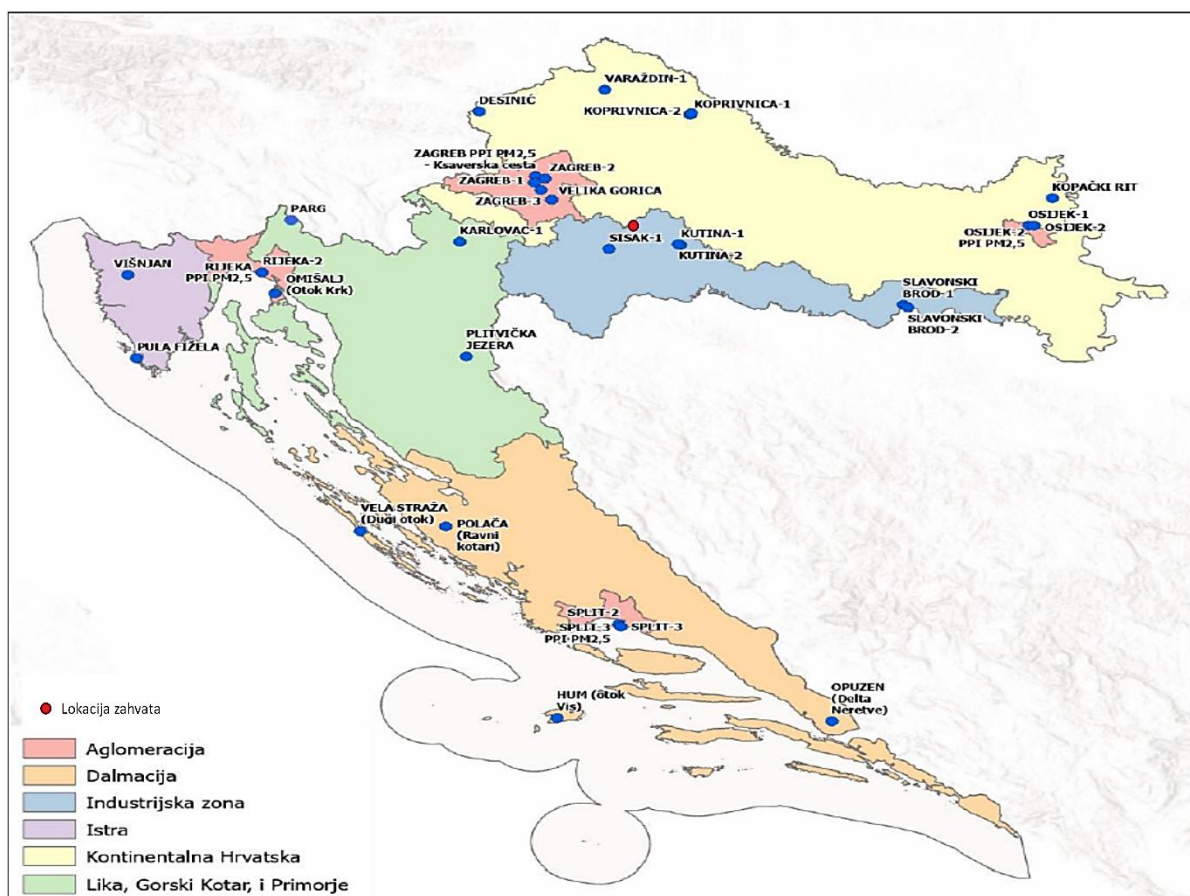 VARAŽDIN-1
DESINIĆ
KOPRIVNICA-2
KOPRIVNICA-1
ZAGREB PPI PM2,5
- Ksaverska cesta
ZAGREB-2
ZAGREB-1
VELIKA GORICA
ZAGREB-3
KOPAČKI RIT
OSIJEK-1
OSIJEK-2
OSIJEK-2
PPI PM2,5
PARG
KARLOVAC-1
SISAK-1
KUTINA-1
KUTINA-2
VIŠNJAN
RIJEKA
PPI PM2,5
RIJEKA-2
OMIŠALJ
(Otok Krk)
SLAVONSKI
BROD-1
SLAVONSKI
BROD-2
PLITVIČKA
JEZERA
PULA FIŽELA
VELA STRAŽA
(Dugi otok)
POLAČA
(Ravni
kotari)
SPLIT-2
SPLIT-3
PPI PM2,5
SPLIT-3
HUM (otok
Vis)
OPUZEN
(Delta
Neretve)
Lokacija zahvata
Aglomeracija
Dalmacija
Industrijska zona
Istra
Kontinentalna Hrvatska
Lika, Gorski Kotar, i Primorje